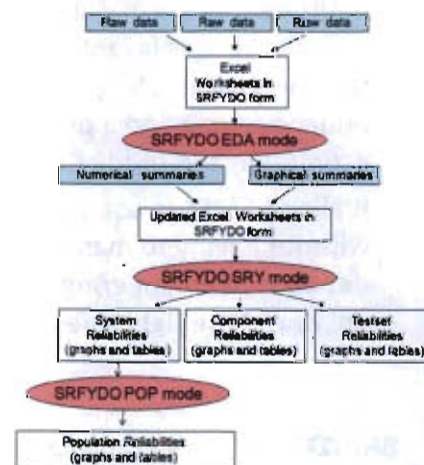 Raw data Raw data Raw data
Excel
Worksheets in
SRFYDO form
SRFYDO EDA mode
Numerical summaries Graphical summaries
Updated Excel Worksheets in
SRFYDO form
SRFYDO SRY mode
System
Reliabilities
(graphs and tables)
Component
Reliabilities
(graphs and tables)
Testset
Reliabilities
(graphs and tables)
SRFYDO POP mode
Population Reliabilities
(graphs and tables)